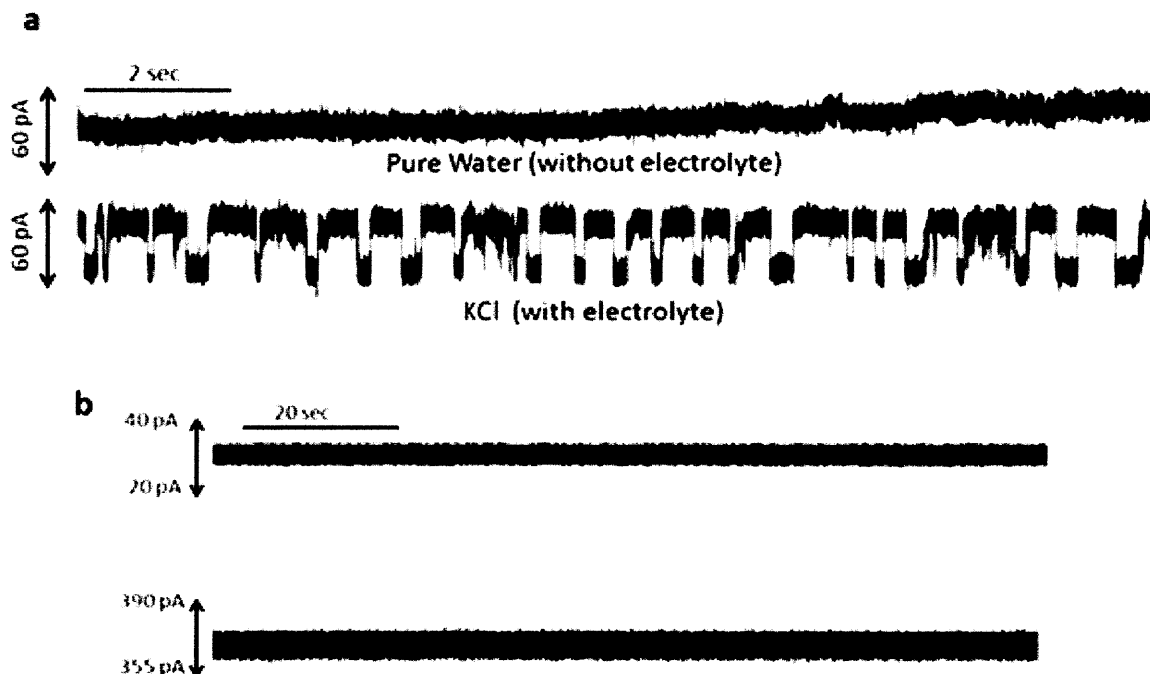 a
2 sec
60 pA
Pure Water (without electrolyte)
60 pA
KCl (with electrolyte)
b
40 pA
20 sec
20 pA
390 pA
355 pA